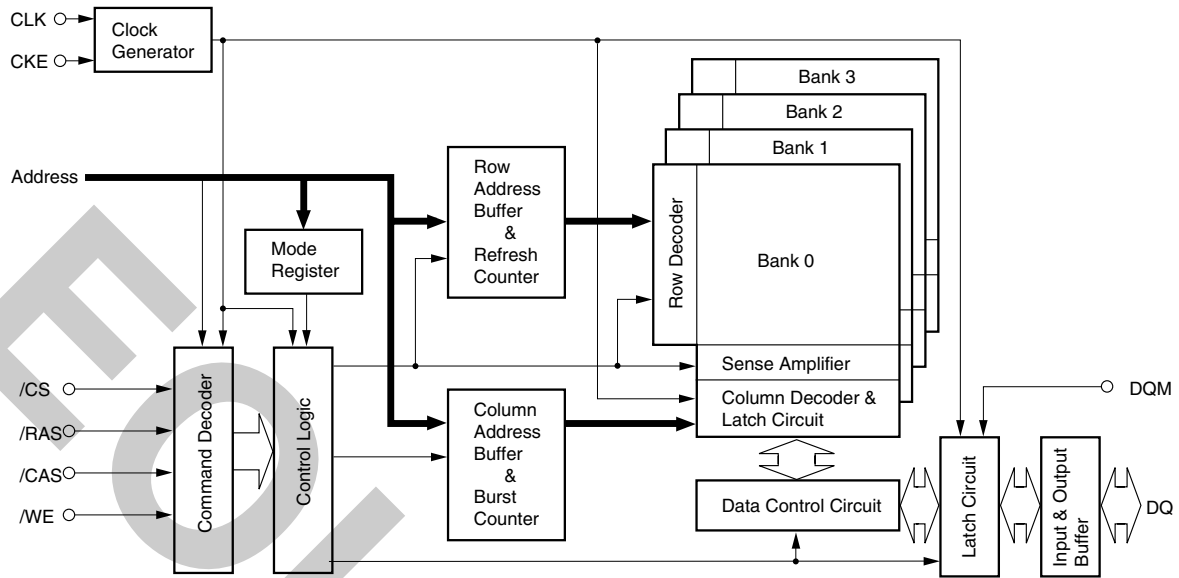 CLK
CKE
Clock
Generator
Bank 3
Bank 2
Bank 1
Address
Row
Address
Buffer
&
Refresh
Counter
Row Decoder
Bank 0
Mode
Register
/CS
/RAS
/CAS
/WE
Command Decoder
Control Logic
Sense Amplifier
Column Decoder &
Latch Circuit
Column
Address
Buffer
&
Burst
Counter
DQM
Data Control Circuit
Latch Circuit
Input & Output
Buffer
DQ